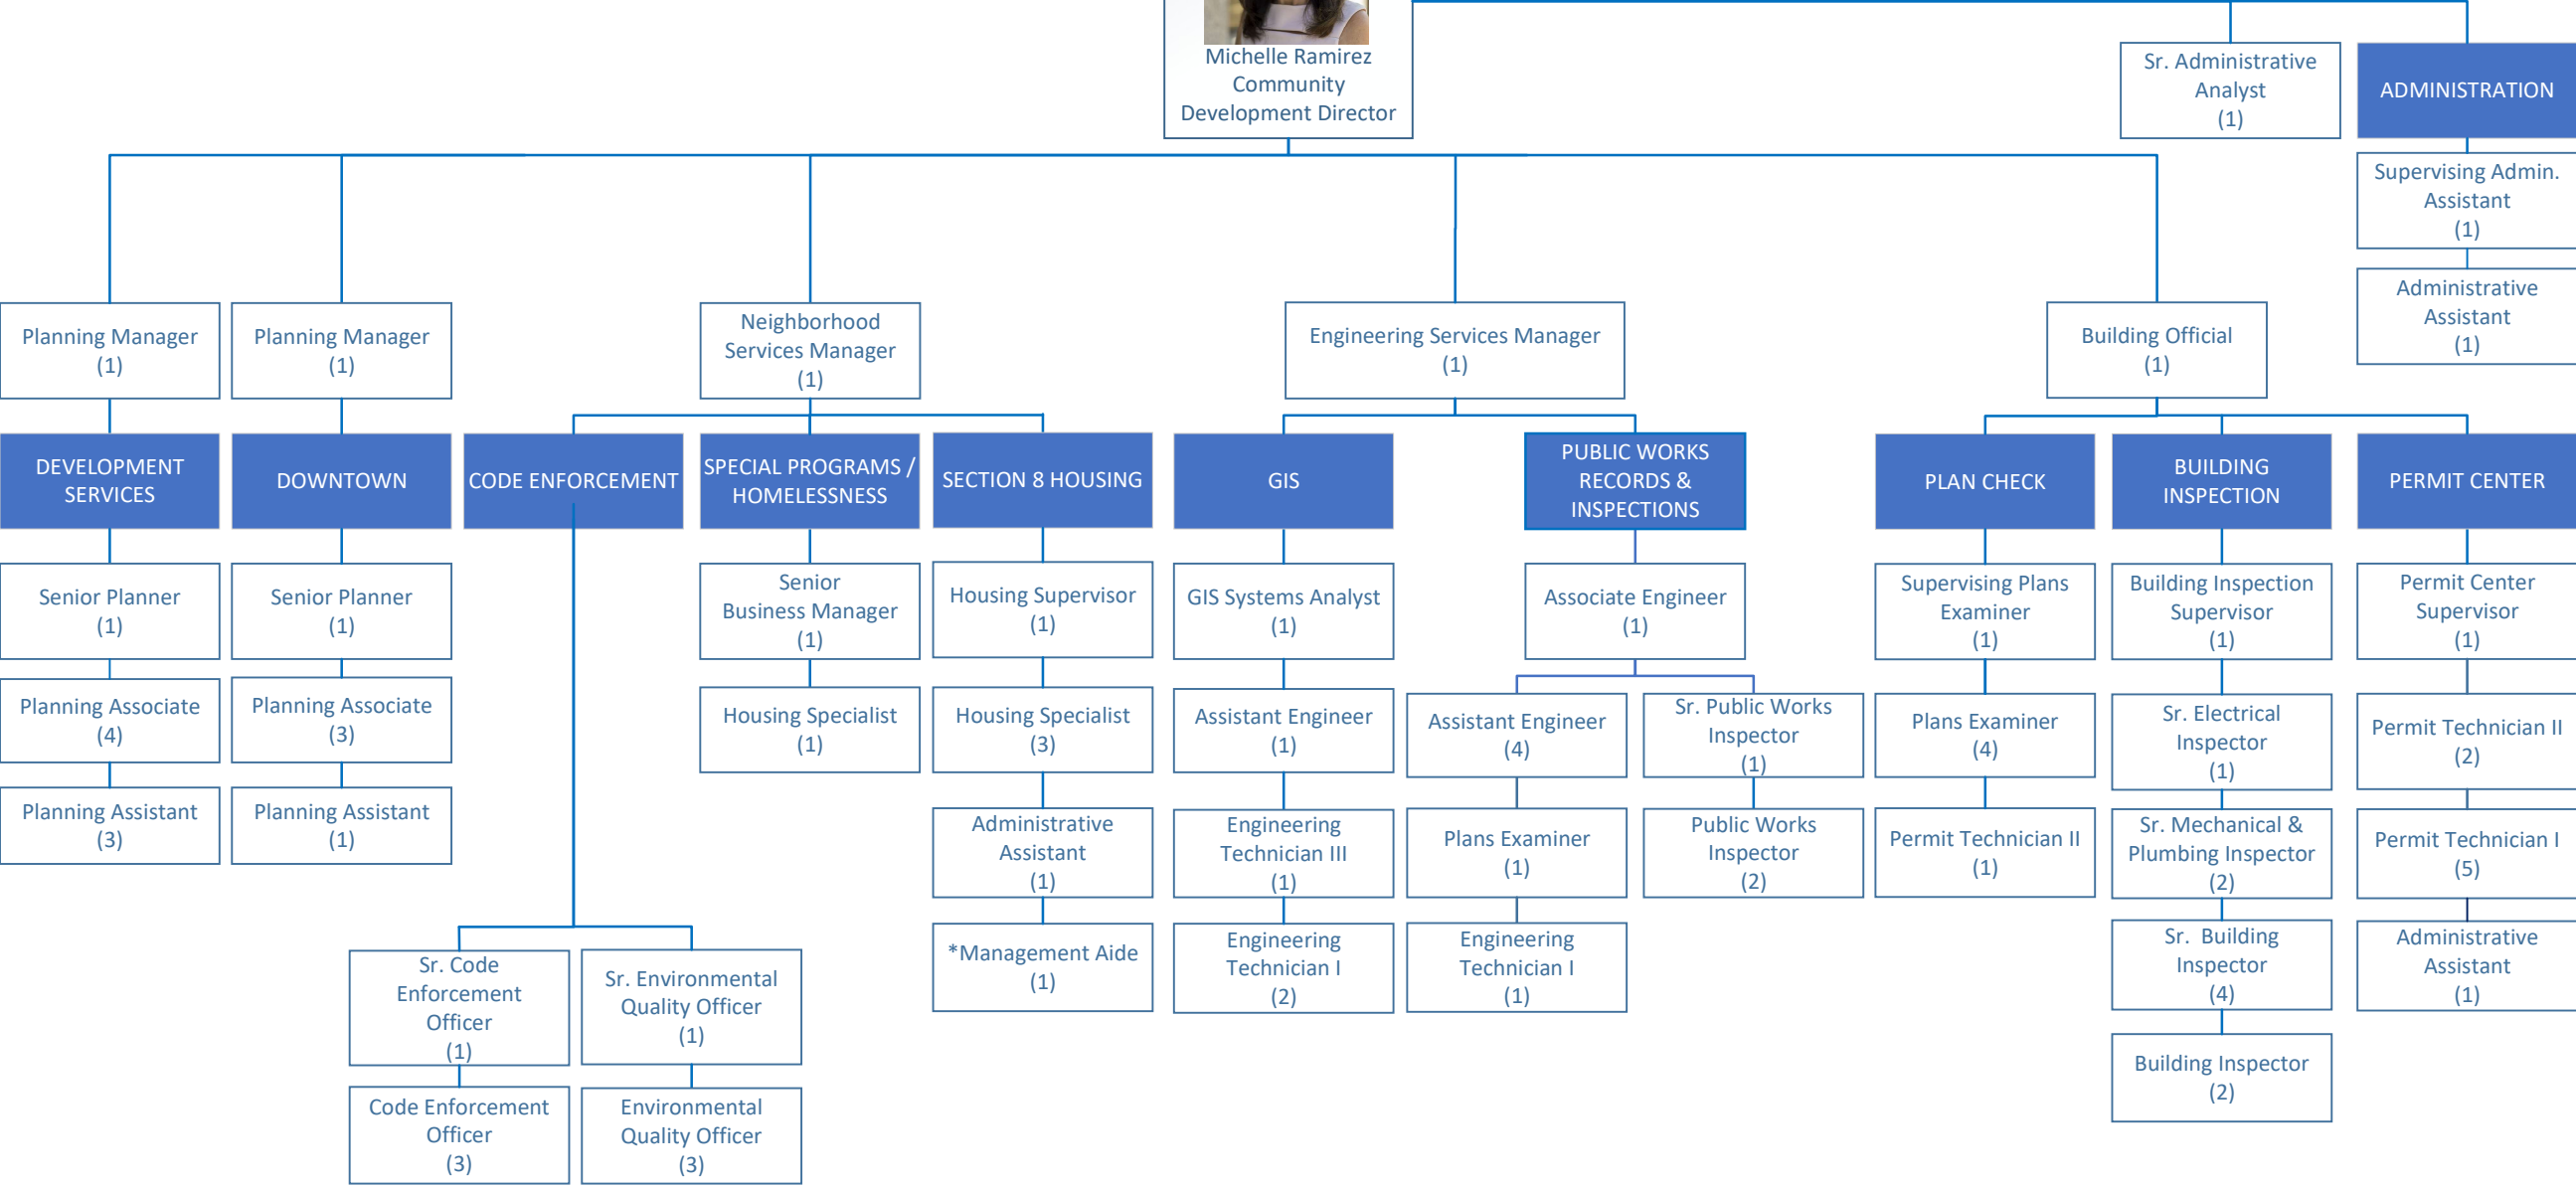 Michelle Ramirez
Community
Development Director
Sr. Administrative
Analyst
(1)
ADMINISTRATION
Supervising Admin.
Assistant
(1)
Administrative
Assistant
(1)
Planning Manager
(1)
Planning Manager
(1)
Neighborhood
Services Manager
(1)
Engineering Services Manager
(1)
Building Official
(1)
DEVELOPMENT
SERVICES
Senior Planner
(1)
Planning Associate
(4)
Planning Assistant
(3)
DOWNTOWN
Senior Planner
(1)
Planning Associate
(3)
Planning Assistant
(1)
CODE ENFORCEMENT
Sr. Code
Enforcement
Officer
(1)
Code Enforcement
Officer
(3)
Sr. Environmental
Quality Officer
(1)
Environmental
Quality Officer
(3)
SPECIAL PROGRAMS /
HOMELESSNESS
Senior
Business Manager
(1)
Housing Specialist
(1)
SECTION 8 HOUSING
Housing Supervisor
(1)
Housing Specialist
(3)
Administrative
Assistant
(1)
*Management Aide
(1)
GIS
GIS Systems Analyst
(1)
Assistant Engineer
(1)
Engineering
Technician III
(1)
Engineering
Technician I
(2)
PUBLIC WORKS
RECORDS &
INSPECTIONS
Associate Engineer
(1)
Assistant Engineer
(4)
Plans Examiner
(1)
Engineering
Technician I
(1)
Sr. Public Works
Inspector
(1)
Public Works
Inspector
(2)
PLAN CHECK
Supervising Plans
Examiner
(1)
Plans Examiner
(4)
Permit Technician II
(1)
BUILDING
INSPECTION
Building Inspection
Supervisor
(1)
Sr. Electrical
Inspector
(1)
Sr. Mechanical &
Plumbing Inspector
(2)
Sr. Building
Inspector
(4)
Building Inspector
(2)
PERMIT CENTER
Permit Center
Supervisor
(1)
Permit Technician II
(2)
Permit Technician I
(5)
Administrative
Assistant
(1)